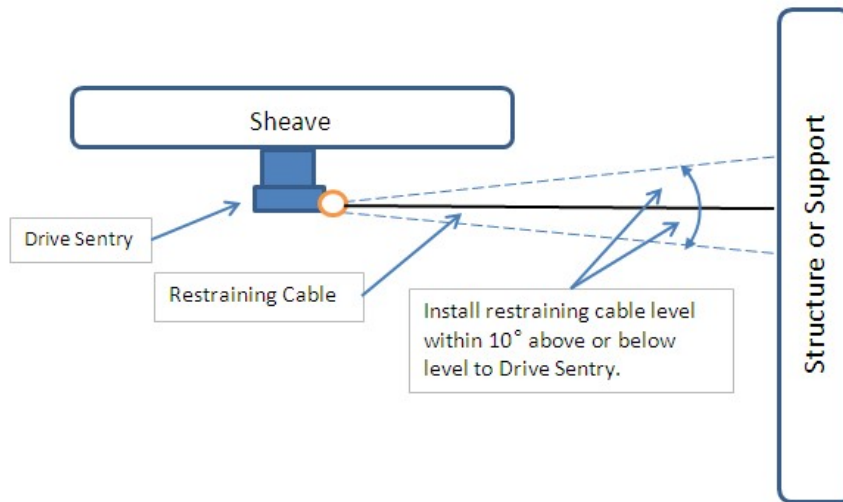 Sheave
Drive Sentry
Restraining Cable
Install restraining cable level
within 10° above or below
level to Drive Sentry.
Structure or Support